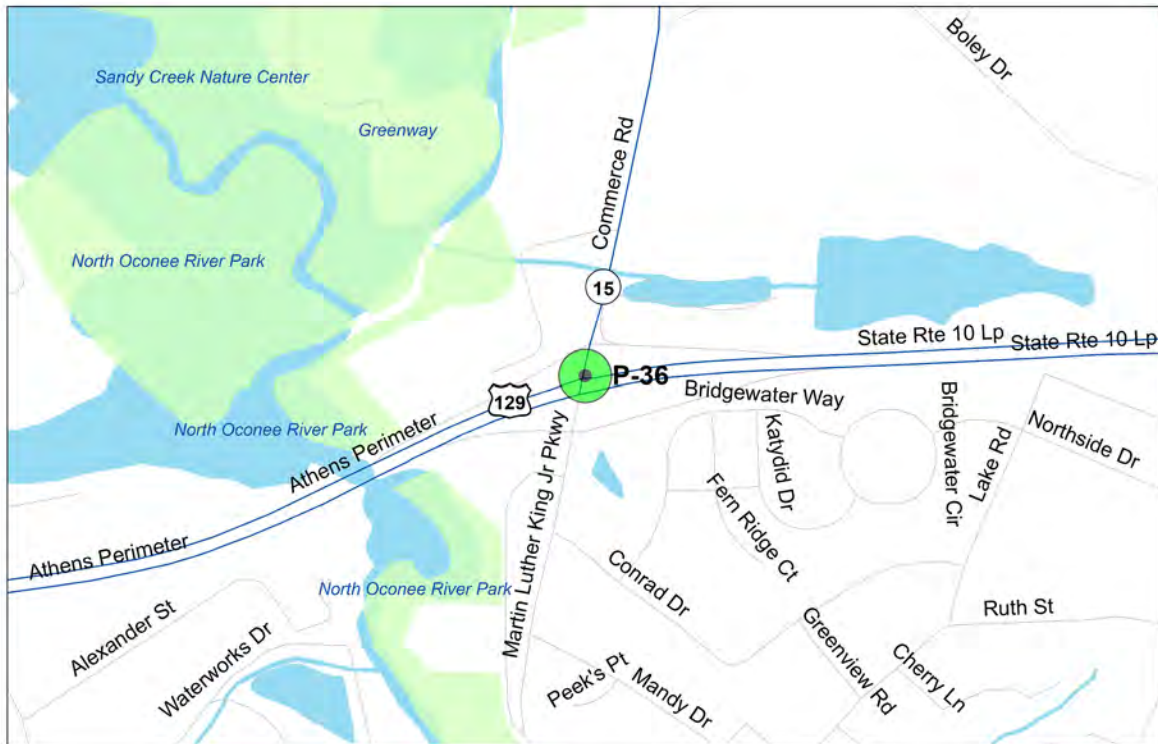 Boley Dr
Sandy Creek Nature Center
Greenway
Commerce Rd
North Oconee River Park
15
State Rte 10 Lp
State Rte 10 Lp
P-36
129
Bridgewater Way
North Oconee River Park
Athens Perimeter
Katydid Dr
Bridgewater Cir
Lake Rd
Northside Dr
Athens Perimeter
Fern Ridge Ct
Martin Luther King Jr Pkwy
North Oconee River Park
Conrad Dr
Alexander St
Waterworks Dr
Ruth St
Greenview Rd
Cherry Ln
Peek's Pt
Mandy Dr